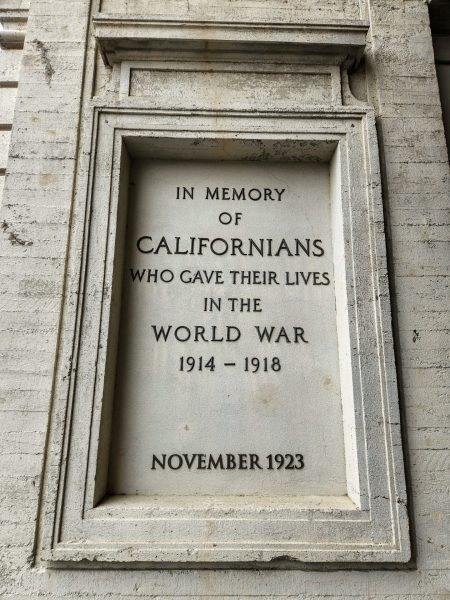 IN MEMORY
OF
CALIFORNIANS
WHO GAVE THEIR LIVES
IN THE
WORLD WAR
1914 – 1918
NOVEMBER 1923